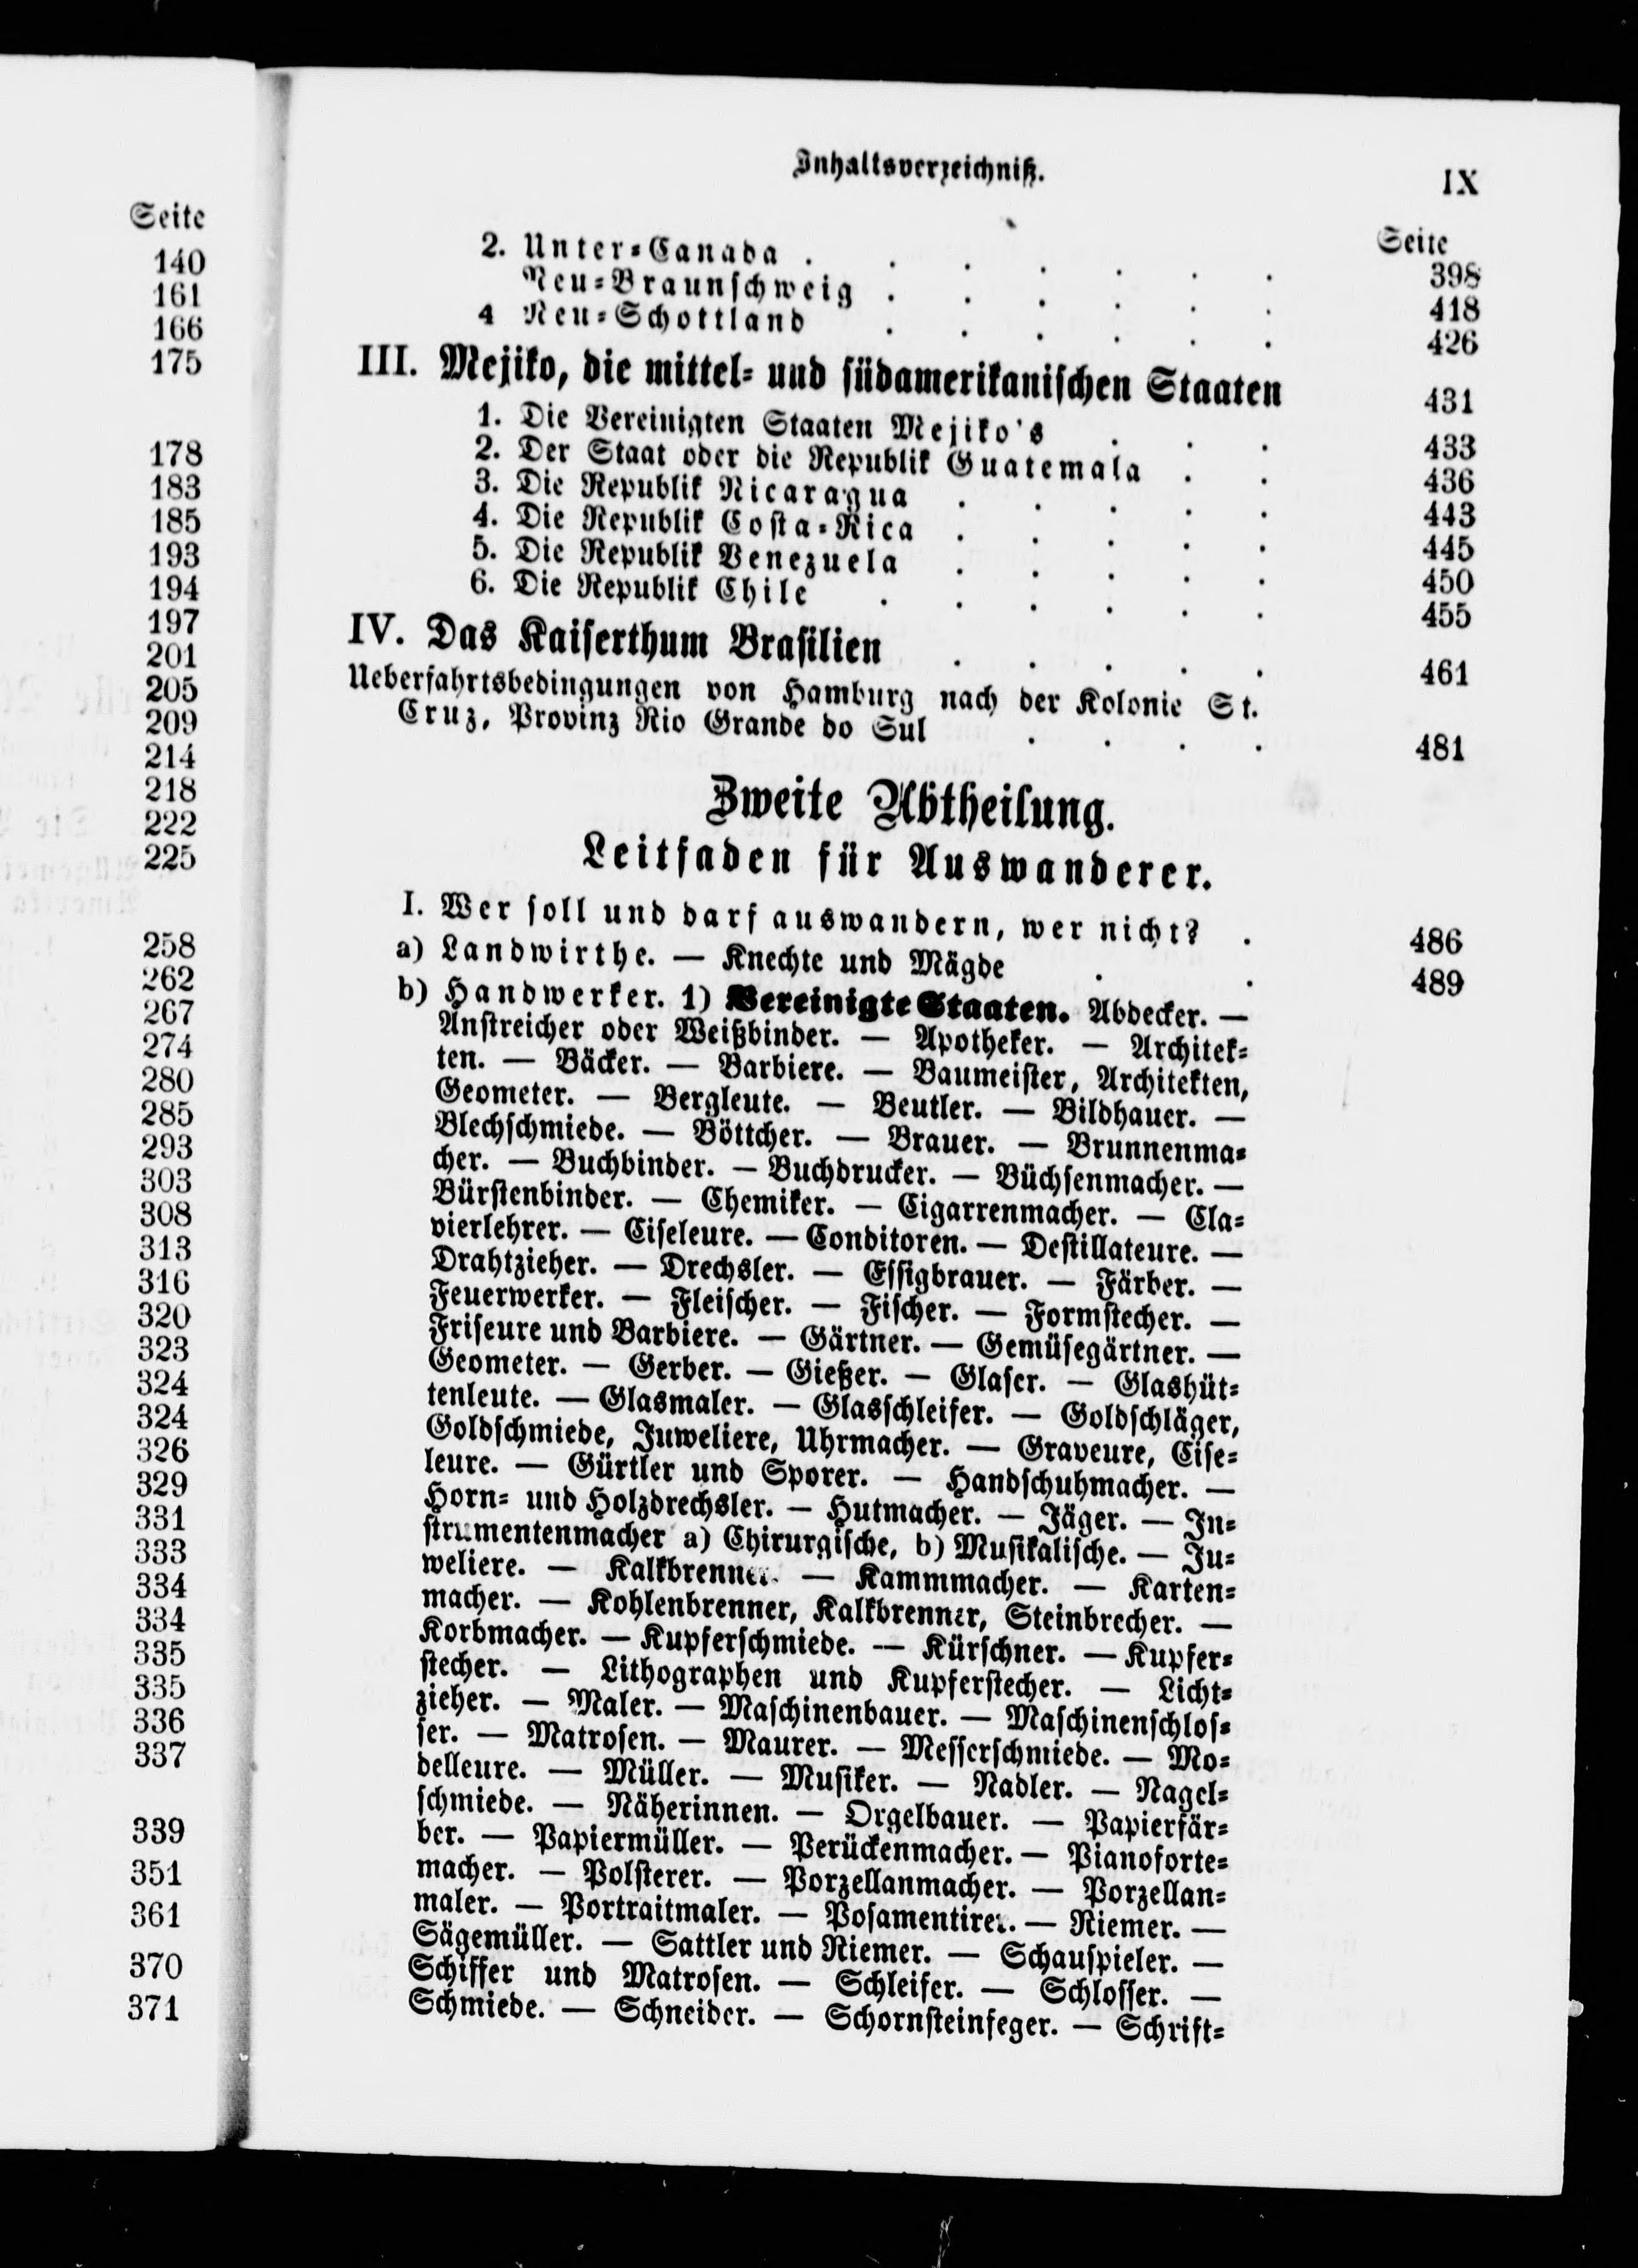 Seite
140
161
166
175
178
183
185
193
194
197
201
205
209
214
218
222
225
258
262
267
274
280
285
293
303
308
313
316
320
323
324
324
326
329
331
333
334
334
335
335
336
337
339
351
361
370
371
Inhaltsverzeichniß. IX
Seite
2. Unter-Canada . . . . . . . 398
Neu-Braunschweig . . . . . . 418
4 Neu-Schottland . . . . . . 426
III. Mejiko, die mittel- und südamerikanischen Staaten 431
1. Die Vereinigten Staaten Mejiko's . . . 433
2. Der Staat oder die Republik Guatemala . . 436
3. Die Republik Nicaragua . . . . . 443
4. Die Republik Costa-Rica . . . . . 445
5. Die Republik Venezuela . . . . . 450
6. Die Republik Chile . . . . . . 455
IV. Das Kaiserthum Brasilien . . . . . 461
Ueberfahrtsbedingungen von Hamburg nach der Kolonie St.
Cruz, Provinz Rio Grande do Sul . . . . 481
Zweite Abtheilung.
Leitfaden für Auswanderer.
I. Wer soll und darf auswandern, wer nicht? . 486
a) Landwirthe. — Knechte und Mägde . . . 489
b) Handwerker. 1) Vereinigte Staaten. Abdecker. —
Anstreicher oder Weißbinder. — Apotheker. — Architek-
ten. — Bäcker. — Barbiere. — Baumeister, Architekten,
Geometer. — Bergleute. — Beutler. — Bildhauer. —
Blechschmiede. — Böttcher. — Brauer. — Brunnenma-
cher. — Buchbinder. — Buchdrucker. — Büchsenmacher. —
Bürstenbinder. — Chemiker. — Cigarrenmacher. — Cla-
vierlehrer. — Ciseleure. — Conditoren. — Destillateure. —
Drahtzieher. — Drechsler. — Essigbrauer. — Färber. —
Feuerwerker. — Fleischer. — Fischer. — Formstecher. —
Friseure und Barbiere. — Gärtner. — Gemüsegärtner. —
Geometer. — Gerber. — Gießer. — Glaser. — Glashüt-
tenleute. — Glasmaler. — Glasschleifer. — Goldschläger,
Goldschmiede, Juweliere, Uhrmacher. — Graveure, Cise-
leure. — Gürtler und Sporer. — Handschuhmacher. —
Horn- und Holzdrechsler. — Hutmacher. — Jäger. — In-
strumentenmacher a) Chirurgische, b) Musikalische. — Ju-
weliere. — Kalkbrenner. — Kammmacher. — Karten-
macher. — Kohlenbrenner, Kalkbrenner, Steinbrecher. —
Korbmacher. — Kupferschmiede. — Kürschner. — Kupfer-
stecher. — Lithographen und Kupferstecher. — Licht-
zieher. — Maler. — Maschinenbauer. — Maschinenschlos-
ser. — Matrosen. — Maurer. — Messerschmiede. — Mo-
delleure. — Müller. — Musiker. — Nadler. — Nagel-
schmiede. — Näherinnen. — Orgelbauer. — Papierfär-
ber. — Papiermüller. — Perückenmacher. — Pianoforte-
macher. — Polsterer. — Porzellanmacher. — Porzellan-
maler. — Portraitmaler. — Posamentirer. — Riemer. —
Sägemüller. — Sattler und Riemer. — Schauspieler. —
Schiffer und Matrosen. — Schleifer. — Schlosser. —
Schmiede. — Schneider. — Schornsteinfeger. — Schrift-